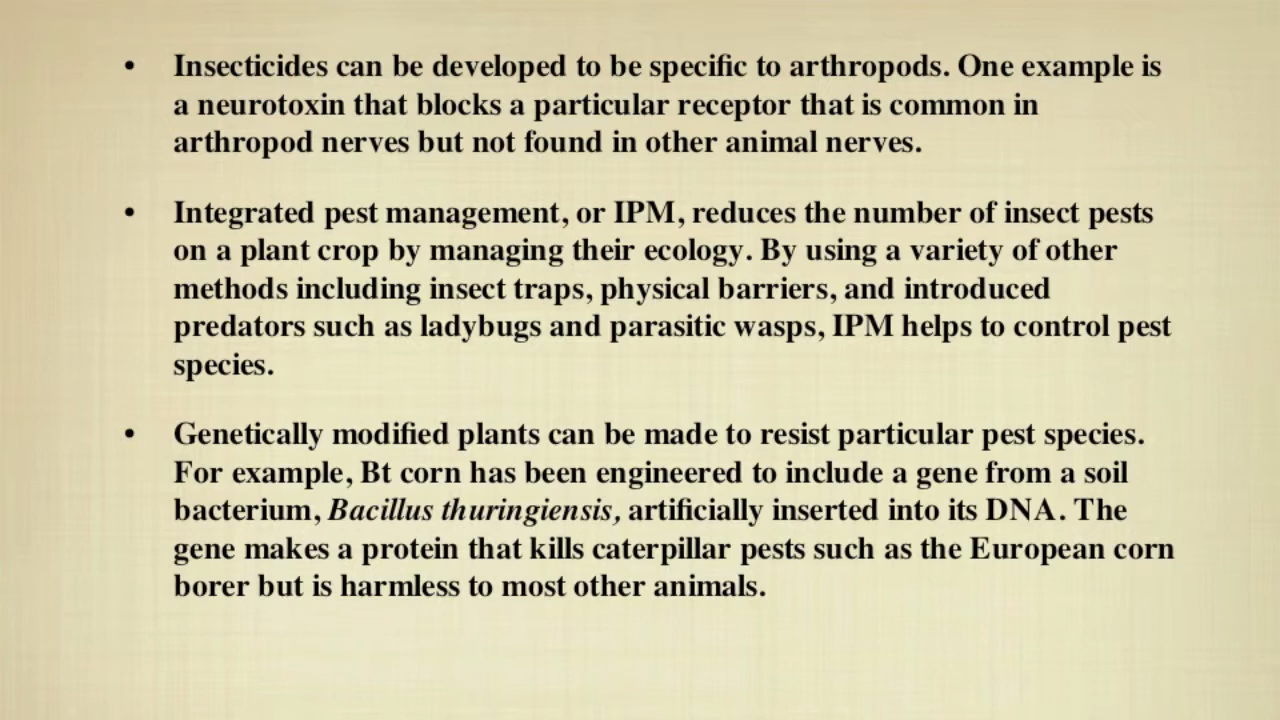 • Insecticides can be developed to be specific to arthropods. One example is
a neurotoxin that blocks a particular receptor that is common in
arthropod nerves but not found in other animal nerves.
• Integrated pest management, or IPM, reduces the number of insect pests
on a plant crop by managing their ecology. By using a variety of other
methods including insect traps, physical barriers, and introduced
predators such as ladybugs and parasitic wasps, IPM helps to control pest
species.
• Genetically modified plants can be made to resist particular pest species.
For example, Bt corn has been engineered to include a gene from a soil
bacterium, Bacillus thuringiensis, artificially inserted into its DNA. The
gene makes a protein that kills caterpillar pests such as the European corn
borer but is harmless to most other animals.